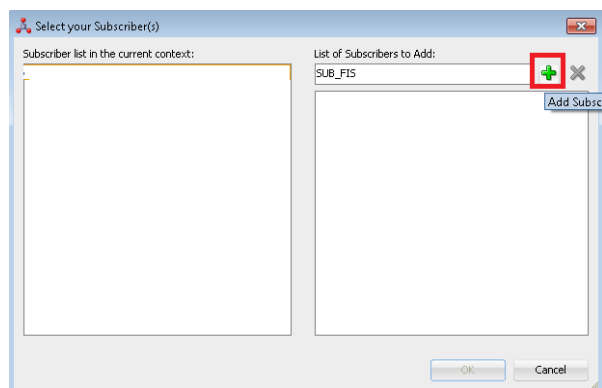 Select your Subscriber(s)
Subscriber list in the current context:
List of Subscribers to Add:
SUB_FIS
Add Subsc
OK
Cancel